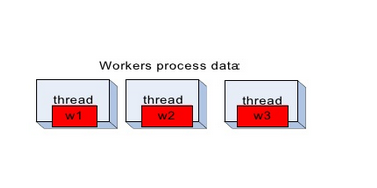 Workers process data:
thread thread thread
w1 w2 w3